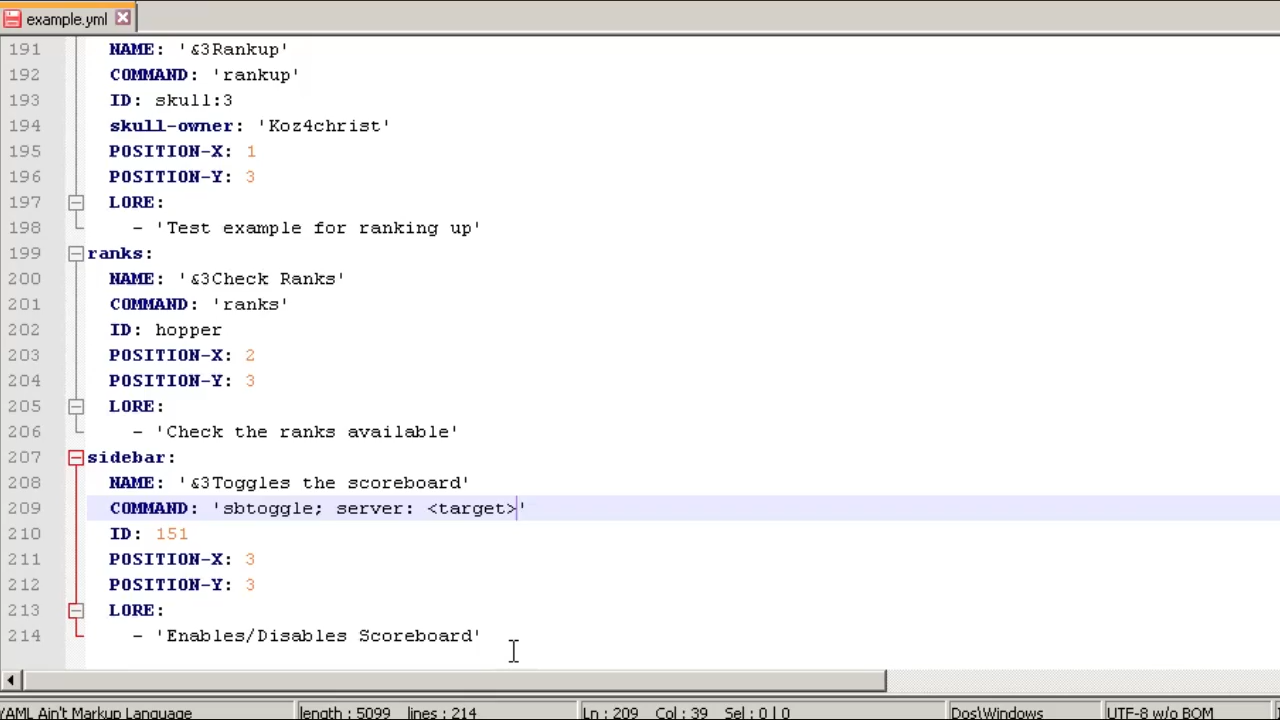 example.yml
191 NAME: '&3Rankup'
192 COMMAND: 'rankup'
193 ID: skull:3
194 skull-owner: 'Koz4christ'
195 POSITION-X: 1
196 POSITION-Y: 3
197 LORE:
198 - 'Test example for ranking up'
199 ranks:
200 NAME: '&3Check Ranks'
201 COMMAND: 'ranks'
202 ID: hopper
203 POSITION-X: 2
204 POSITION-Y: 3
205 LORE:
206 - 'Check the ranks available'
207 sidebar:
208 NAME: '&3Toggles the scoreboard'
209 COMMAND: 'sbtoggle; server: <target>'
210 ID: 151
211 POSITION-X: 3
212 POSITION-Y: 3
213 LORE:
214 - 'Enables/Disables Scoreboard'
YAML Ain't Markup Language length : 5099 lines : 214 Ln : 209 Col : 39 Sel : 0 | 0 Dos\Windows UTF-8 w/o BOM